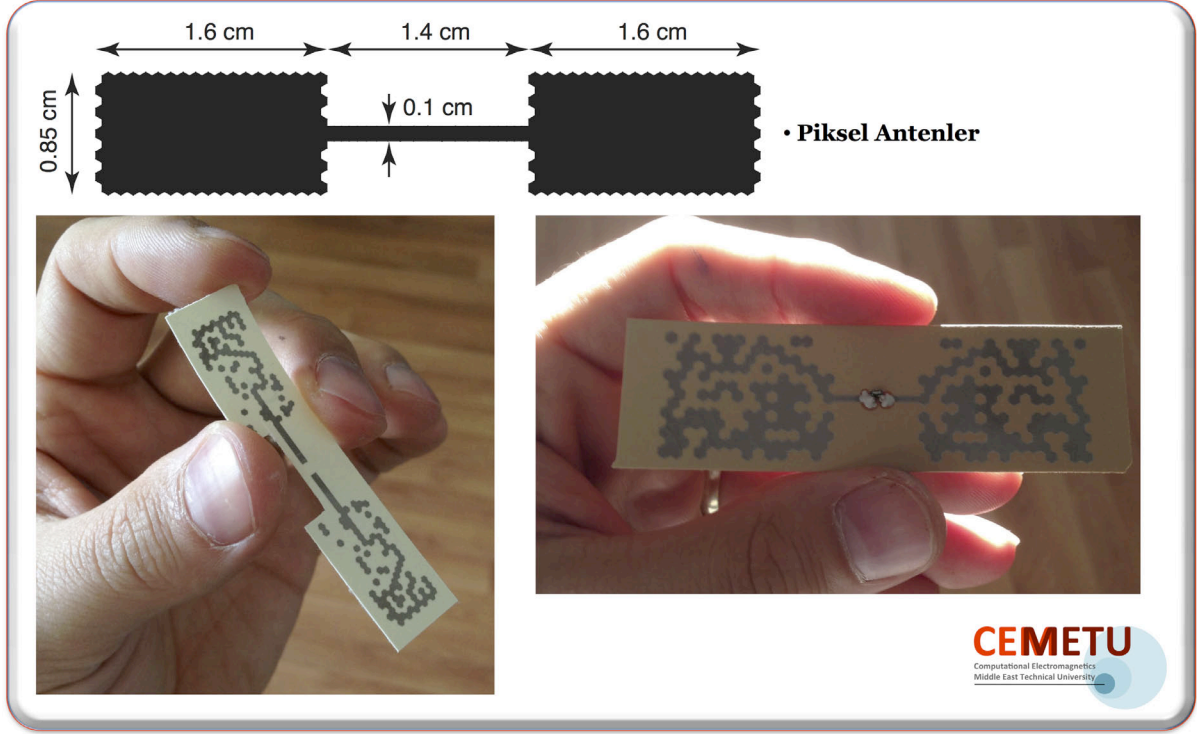 1.6 cm
1.4 cm
1.6 cm
0.85 cm
0.1 cm
• Piksel Antenler
CEMETU
Computational Electromagnetics
Middle East Technical University